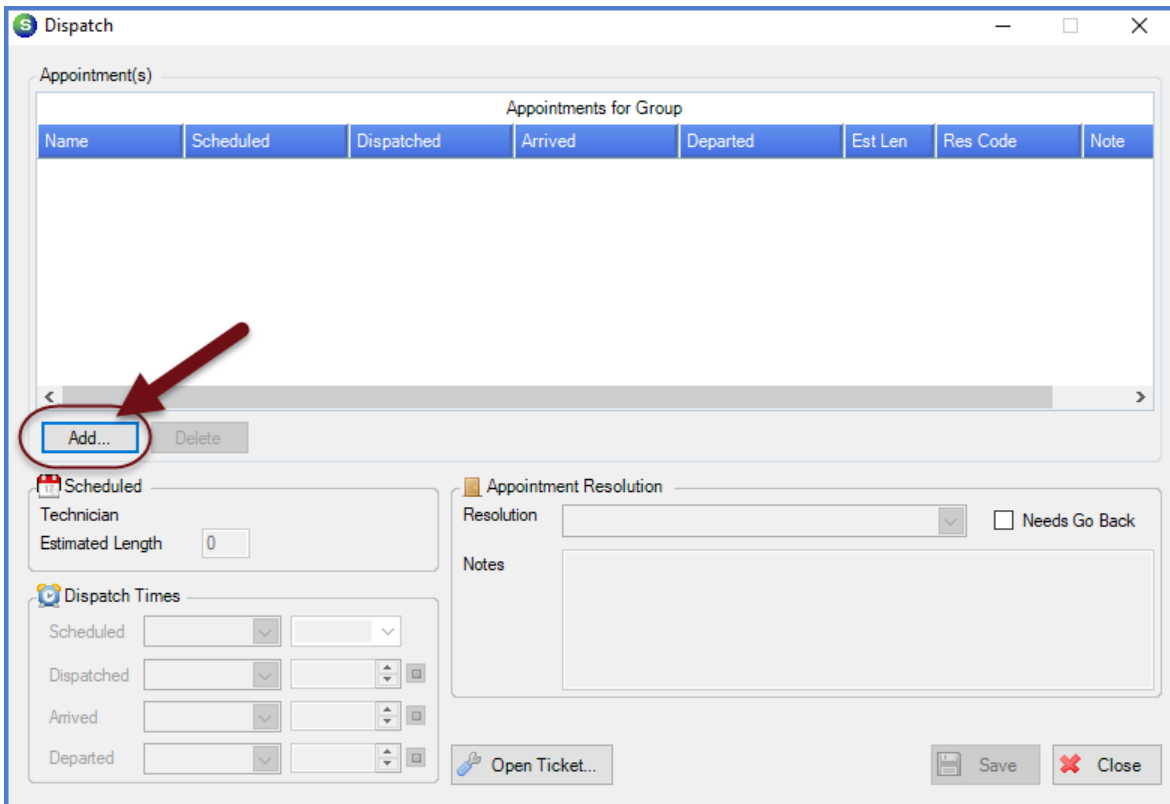 Dispatch
Appointment(s)
Appointments for Group
Name Scheduled Dispatched Arrived Departed Est Len Res Code Note
Add... Delete
Scheduled
Technician
Estimated Length 0
Appointment Resolution
Resolution Needs Go Back
Notes
Dispatch Times
Scheduled
Dispatched
Arrived
Departed
Open Ticket... Save Close